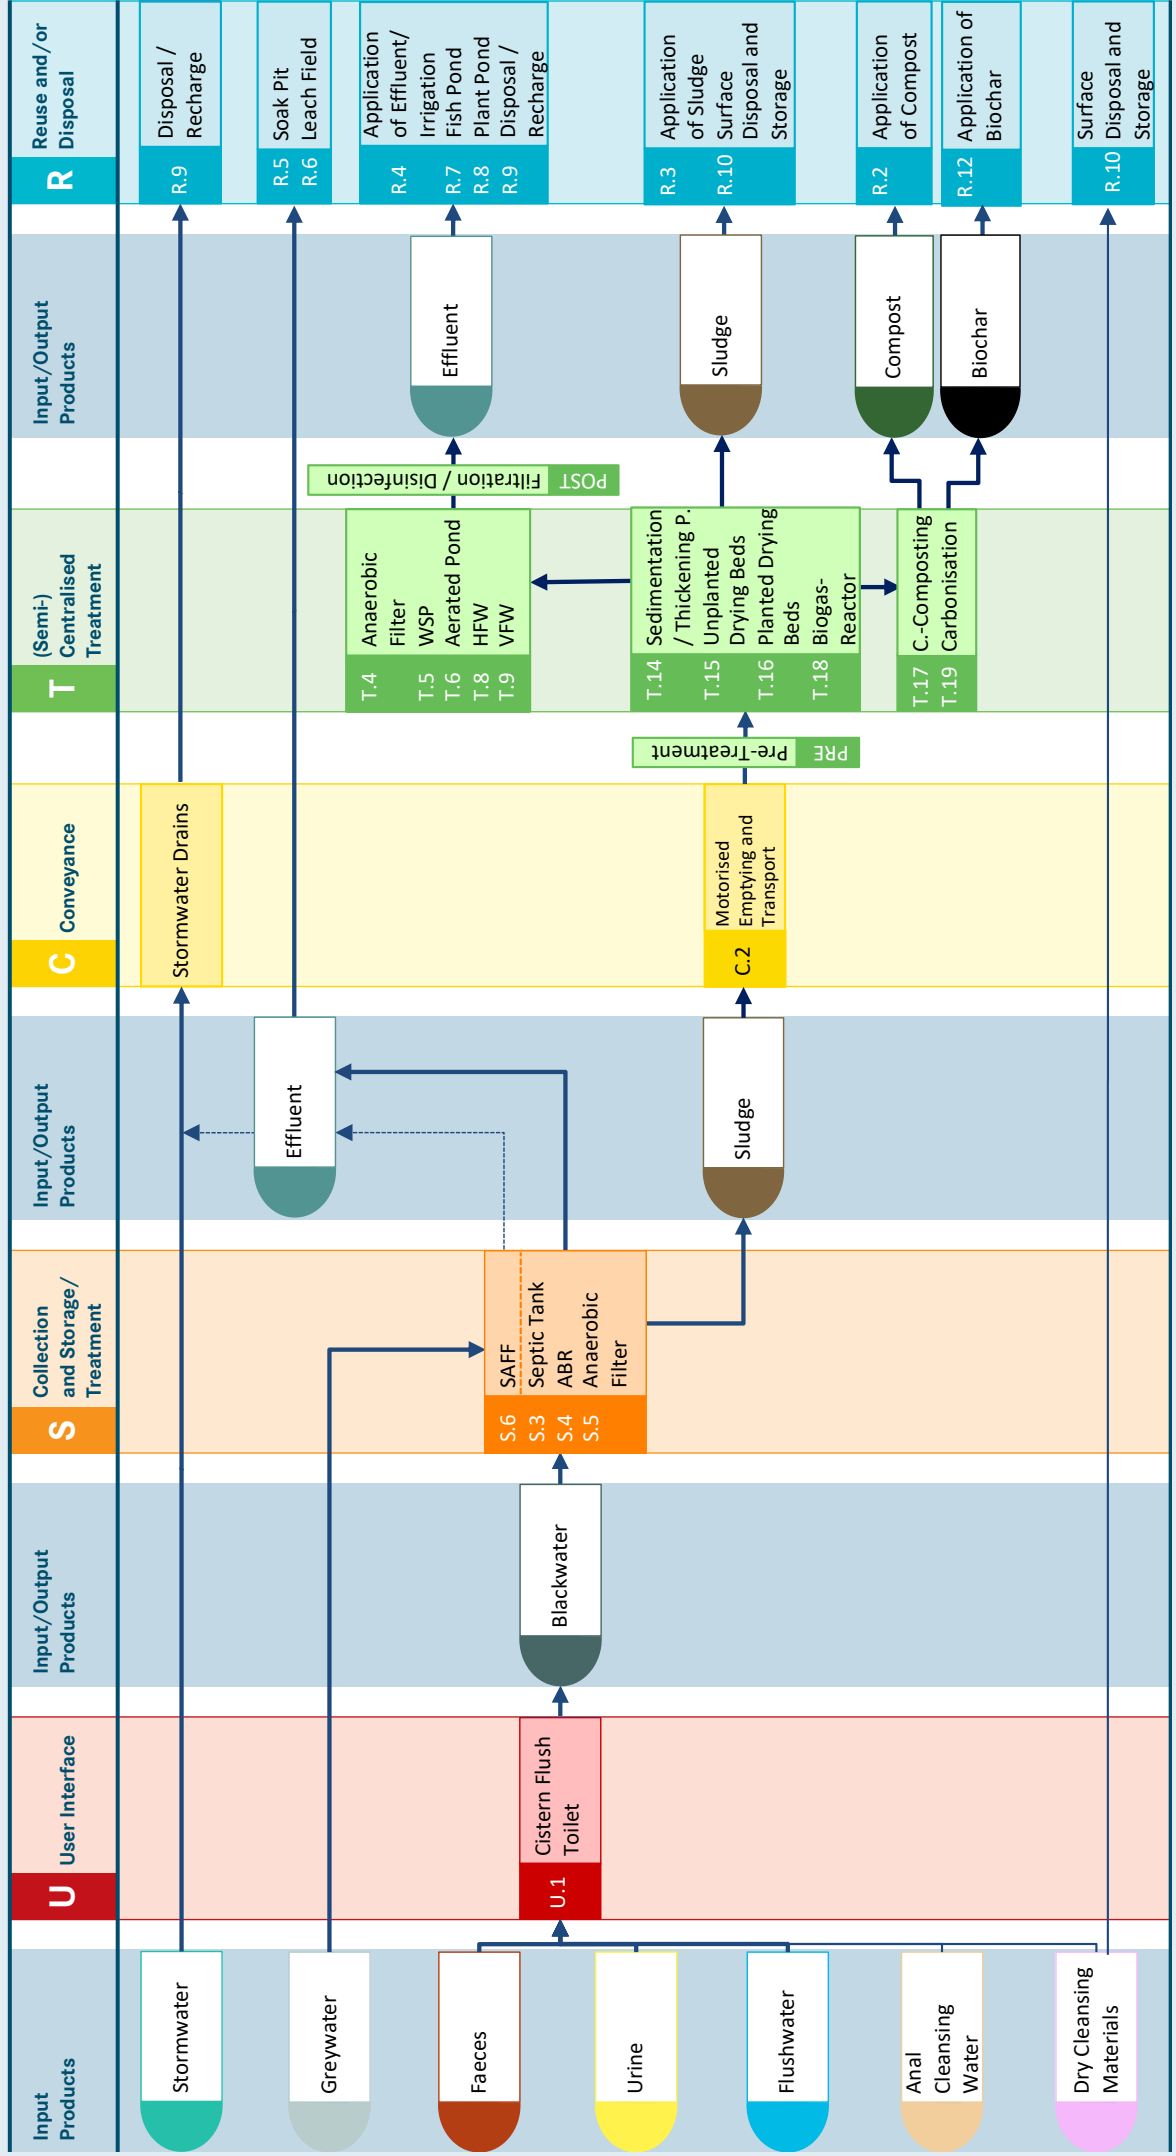 Input
Products
U User Interface
Input/Output
Products
S Collection
and Storage/
Treatment
Input/Output
Products
C Conveyance
T (Semi-)
Centralised
Treatment
Input/Output
Products
R Reuse and/or
Disposal
Stormwater
Greywater
Faeces
Urine
Flushwater
Anal
Cleansing
Water
Dry Cleansing
Materials
U.1 Cistern Flush
Toilet
Blackwater
S.6 SAFF
S.3 Septic Tank
S.4 ABR
S.5 Anaerobic
Filter
Effluent
Sludge
Stormwater Drains
C.2 Motorised
Emptying and
Transport
PRE Pre-Treatment
T.4 Anaerobic
Filter
T.5 WSP
T.6 Aerated Pond
T.8 HFW
T.9 VFW
T.14 Sedimentation
/ Thickening P.
T.15 Unplanted
Drying Beds
T.16 Planted Drying
Beds
T.18 Biogas-
Reactor
T.17 C.-Composting
T.19 Carbonisation
POST Filtration / Disinfection
Effluent
Sludge
Compost
Biochar
R.9 Disposal /
Recharge
R.5 Soak Pit
R.6 Leach Field
R.4 Application
of Effluent/
Irrigation
R.7 Fish Pond
R.8 Plant Pond
R.9 Disposal /
Recharge
R.3 Application
of Sludge
R.10 Surface
Disposal and
Storage
R.2 Application
of Compost
R.12 Application of
Biochar
R.10 Surface
Disposal and
Storage